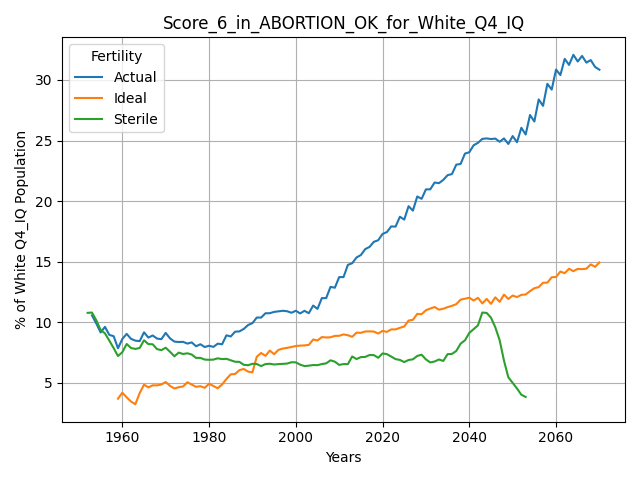 Score_6_in_ABORTION_OK_for_White_Q4_IQ
Fertility
Actual
Ideal
Sterile
% of White Q4_IQ Population
30
25
20
15
10
5
1960 1980 2000 2020 2040 2060
Years